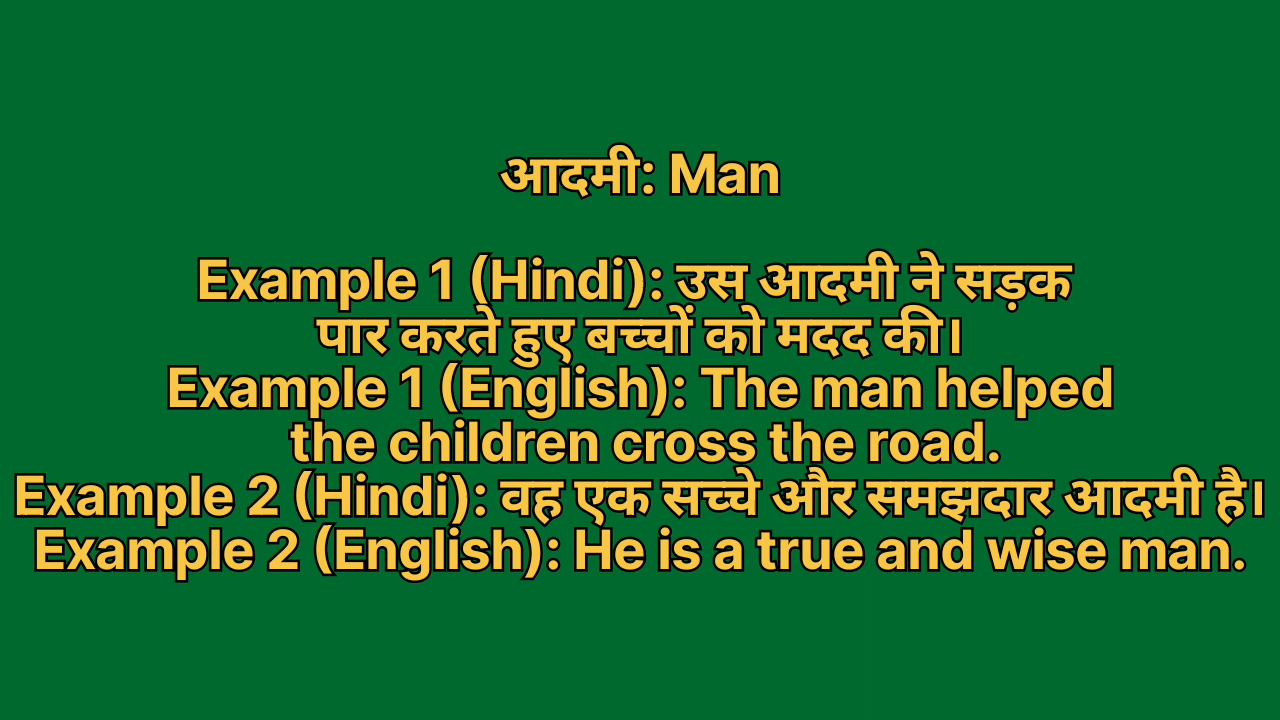 आदमी: Man
Example 1 (Hindi): उस आदमी ने सड़क
पार करते हुए बच्चों को मदद की।
Example 1 (English): The man helped
the children cross the road.
Example 2 (Hindi): वह एक सच्चे और समझदार आदमी है।
Example 2 (English): He is a true and wise man.